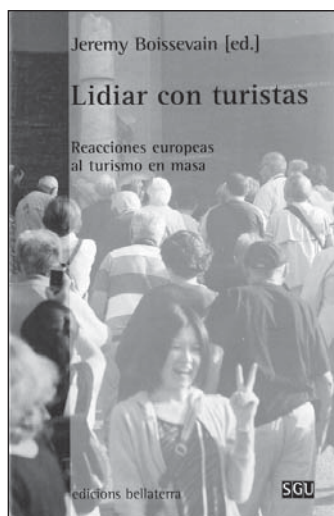 Jeremy Boissevain [ed.]
Lidiar con turistas
Reacciones europeas
al turismo en masa
edicions bellaterra
SGU